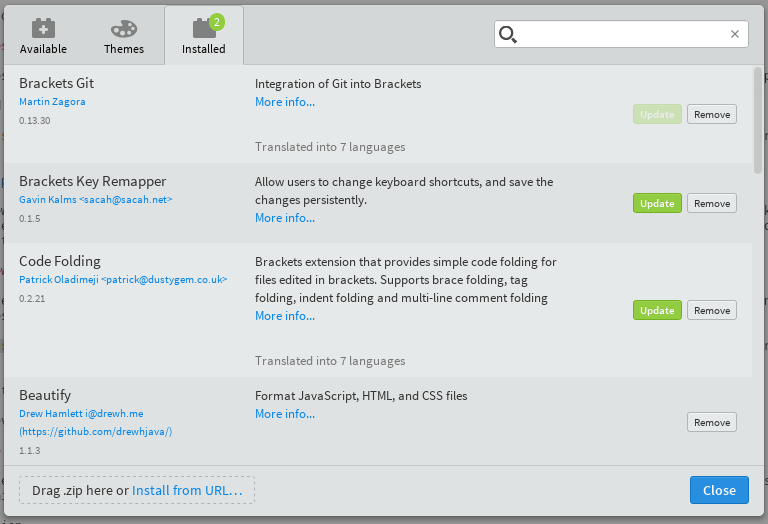 2
Available
Themes
Installed
Brackets Git
Martin Zagora
0.13.30
Integration of Git into Brackets
More info...
Translated into 7 languages
Update
Remove
Brackets Key Remapper
Gavin Kalms <sacah@sacah.net>
0.1.5
Allow users to change keyboard shortcuts, and save the
changes persistently.
More info...
Update
Remove
Code Folding
Patrick Oladimeji <patrick@dustygem.co.uk>
0.2.21
Brackets extension that provides simple code folding for
files edited in brackets. Supports brace folding, tag
folding, indent folding and multi-line comment folding
More info...
Translated into 7 languages
Update
Remove
Beautify
Drew Hamlett i@drewh.me
(https://github.com/drewhjava/)
1.1.3
Format JavaScript, HTML, and CSS files
More info...
Remove
Drag .zip here or Install from URL...
Close